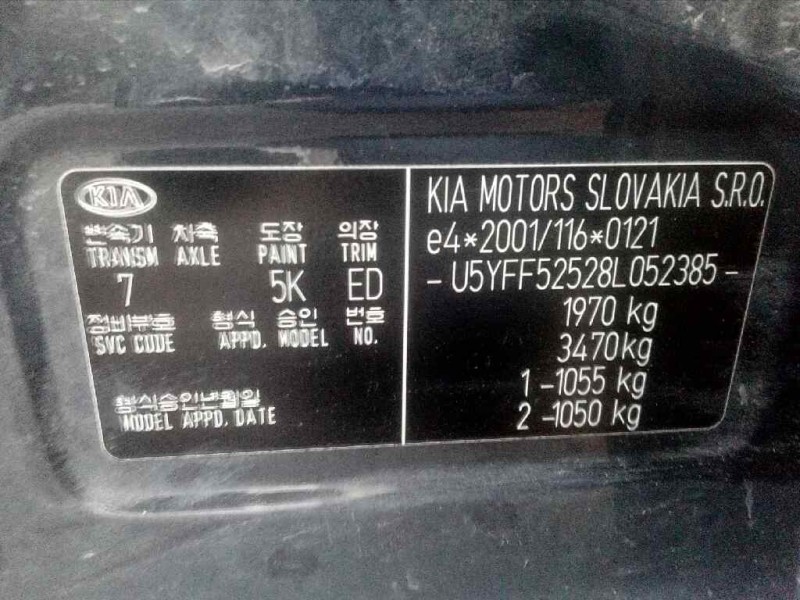 KIA
변속기 차축 도장 의장
TRANSM AXLE PAINT TRIM
7 5K ED
정비부호 형식 승인 번호
SVC CODE APPD. MODEL NO.
형식승인년월일
MODEL APPD. DATE
KIA MOTORS SLOVAKIA S.R.O.
e4*2001/116*0121
- U5YFF52528L052385 -
1970 kg
3470kg
1 -1055 kg
2 -1050 kg